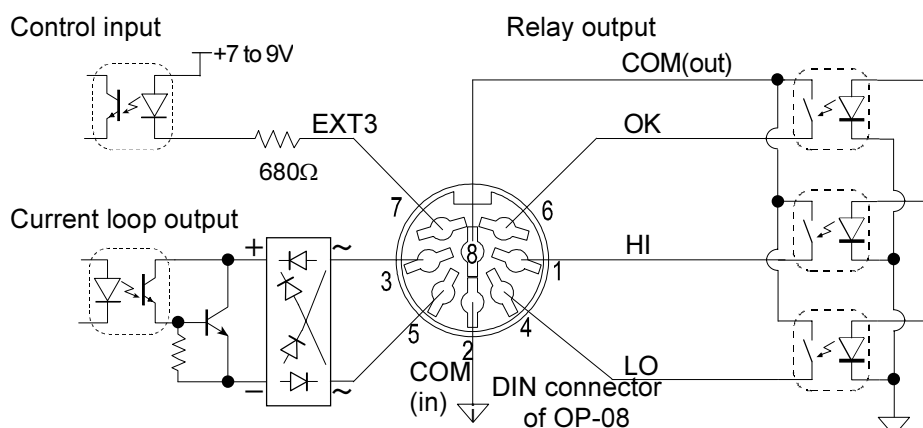 Control input
Relay output
+7 to 9V
COM(out)
EXT3
OK
680Ω
7
6
Current loop output
8
+
~
HI
3
1
5
4
2
− ~
COM
(in)
LO
DIN connector
of OP-08